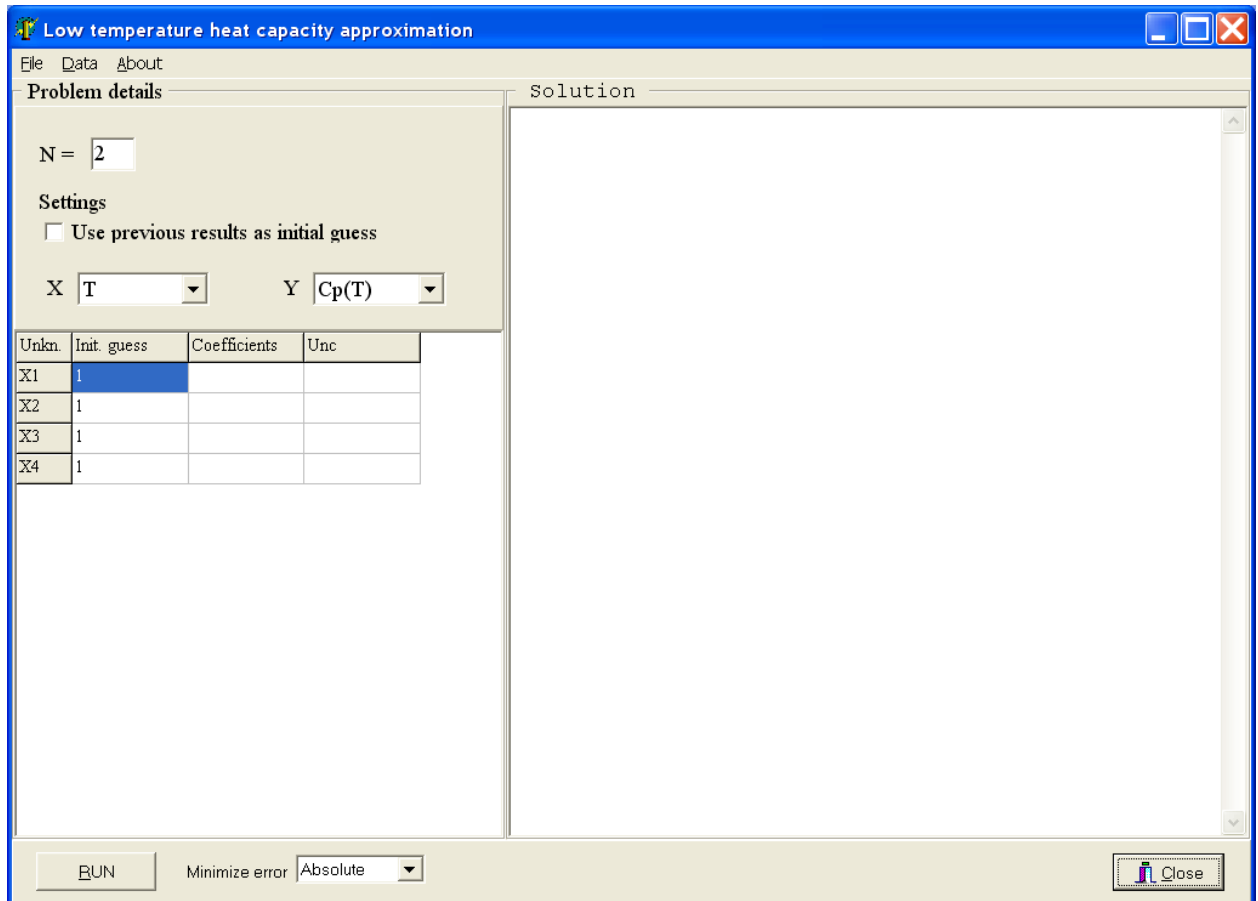 Low temperature heat capacity approximation
File Data About
Problem details
N = 2
Settings
Use previous results as initial guess
X T Y Cp(T)
Unkn. Init. guess Coefficients Unc
X1 1
X2 1
X3 1
X4 1
Solution
RUN Minimize error Absolute Close